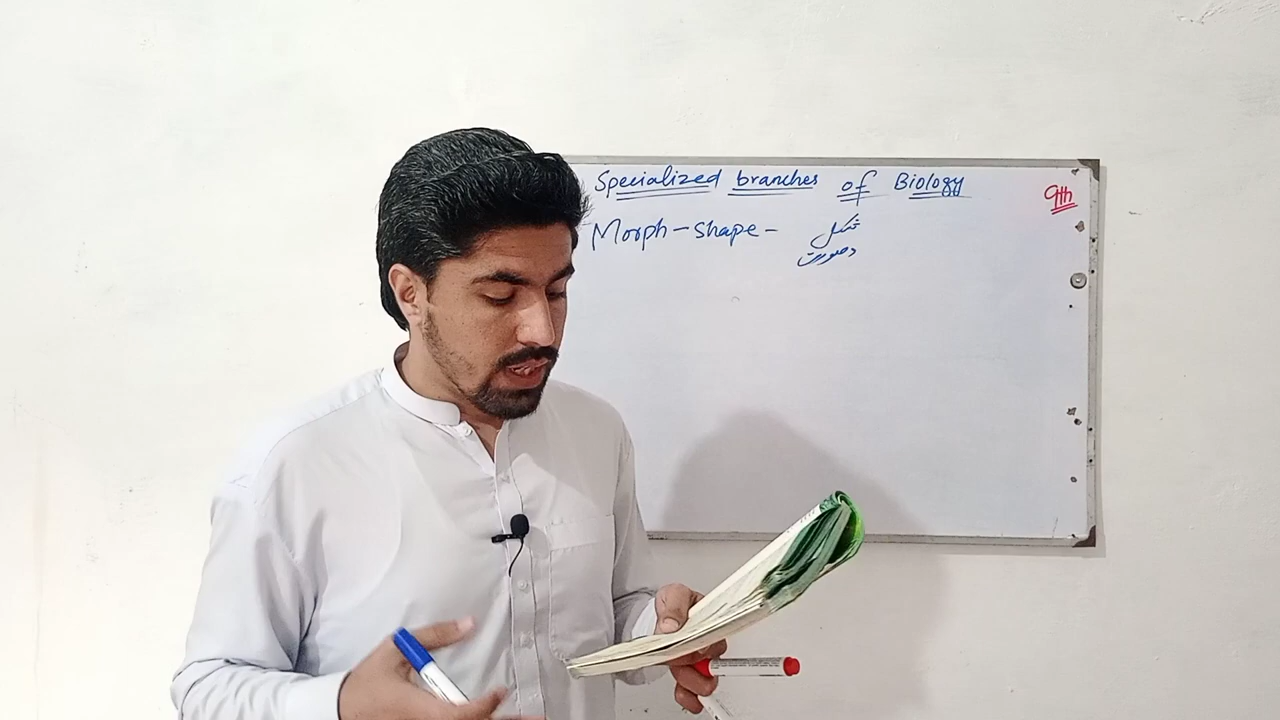 Specialized branches of Biology
9th
Morph - shape - شکل
وصورت